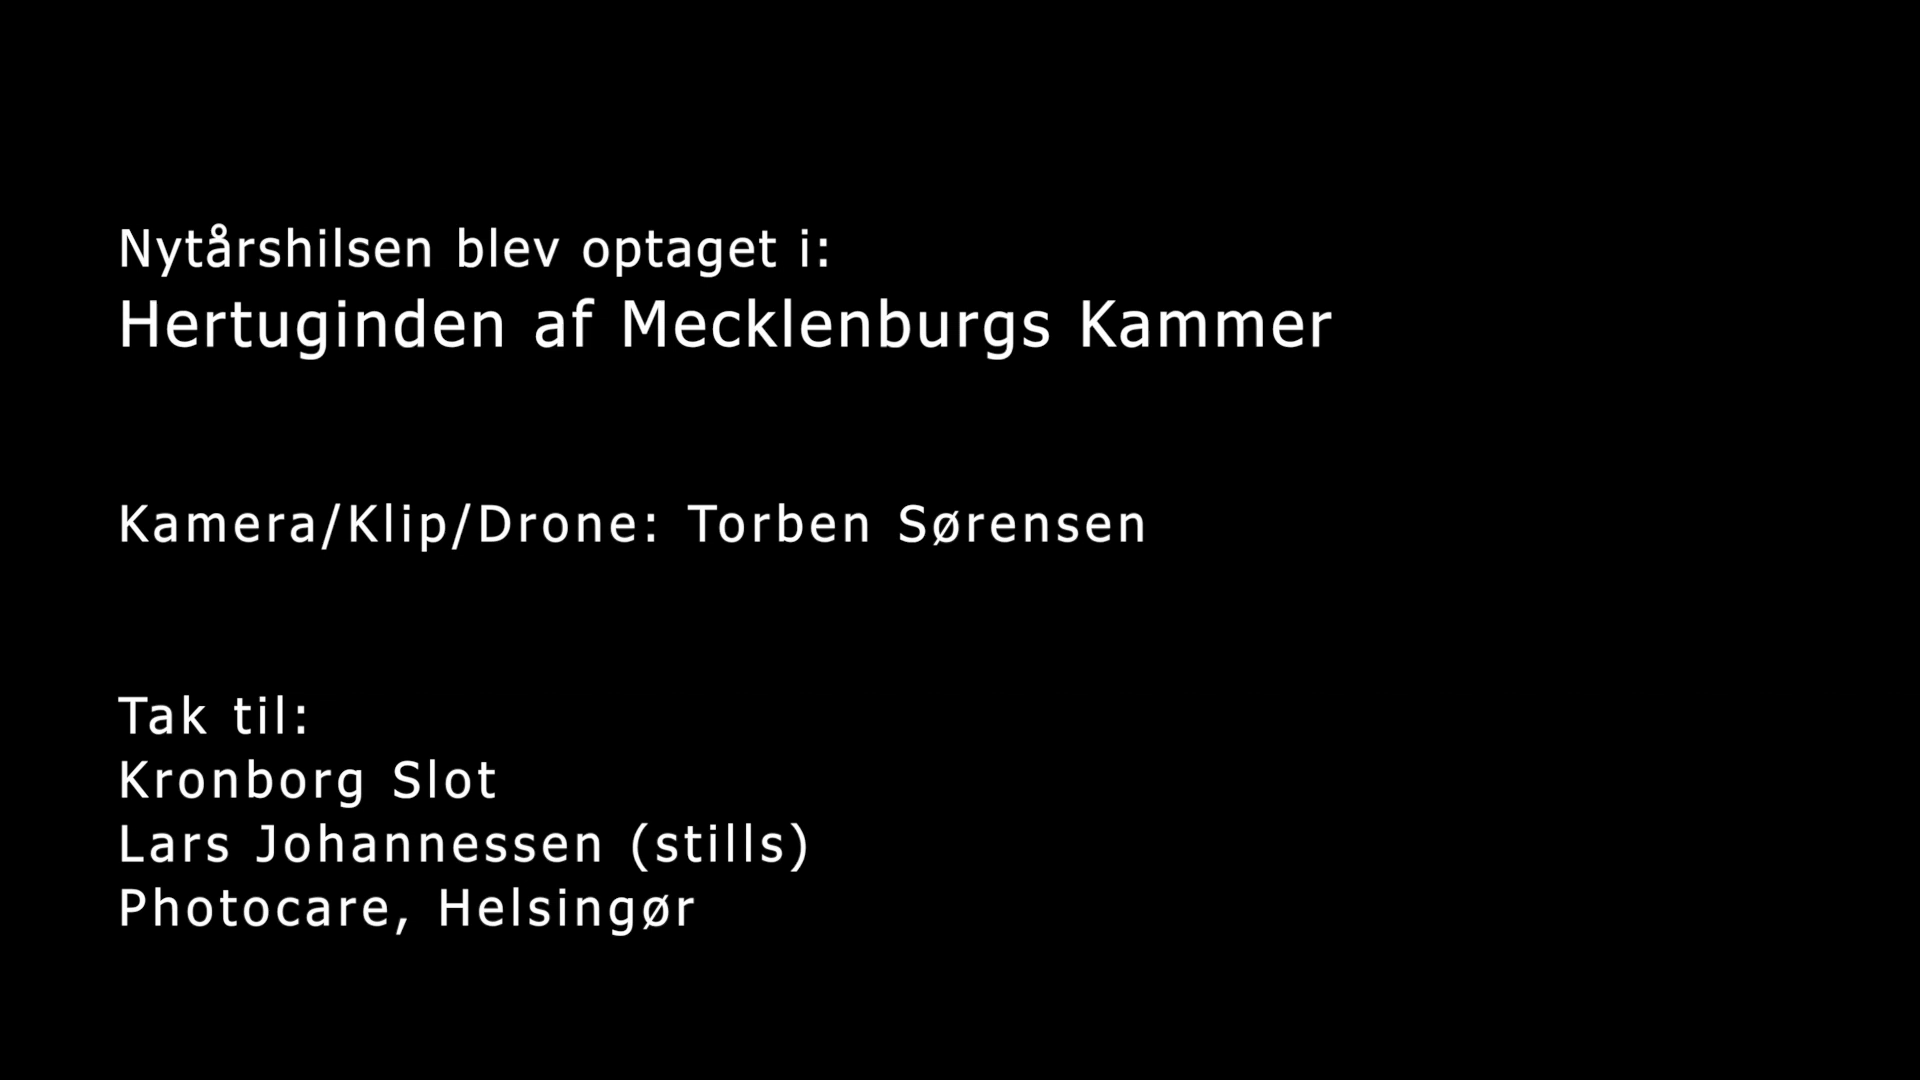 Nytårshilsen blev optaget i:
Hertuginden af Mecklenburgs Kammer
Kamera/Klip/Drone: Torben Sørensen
Tak til:
Kronborg Slot
Lars Johannessen (stills)
Photocare, Helsingør